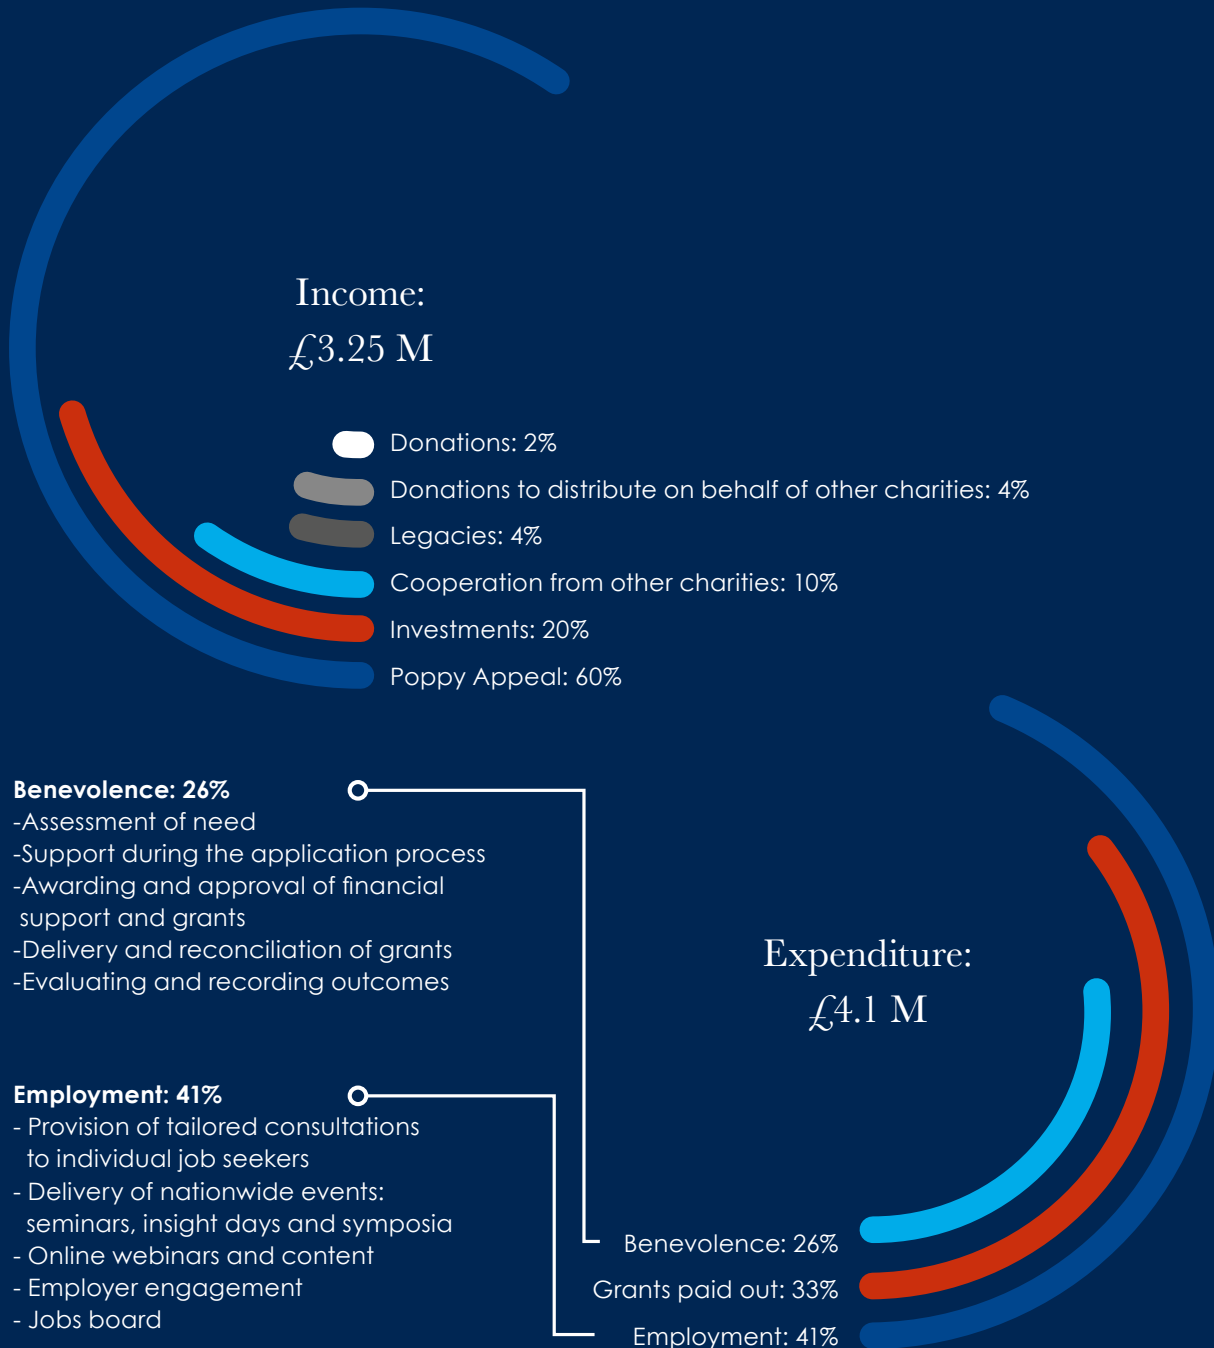 Income:
£3.25 M
Donations: 2%
Donations to distribute on behalf of other charities: 4%
Legacies: 4%
Cooperation from other charities: 10%
Investments: 20%
Poppy Appeal: 60%
Benevolence: 26%
-Assessment of need
-Support during the application process
-Awarding and approval of financial
support and grants
-Delivery and reconciliation of grants
-Evaluating and recording outcomes
Employment: 41%
- Provision of tailored consultations
to individual job seekers
- Delivery of nationwide events:
seminars, insight days and symposia
- Online webinars and content
- Employer engagement
- Jobs board
Expenditure:
£4.1 M
Benevolence: 26%
Grants paid out: 33%
Employment: 41%